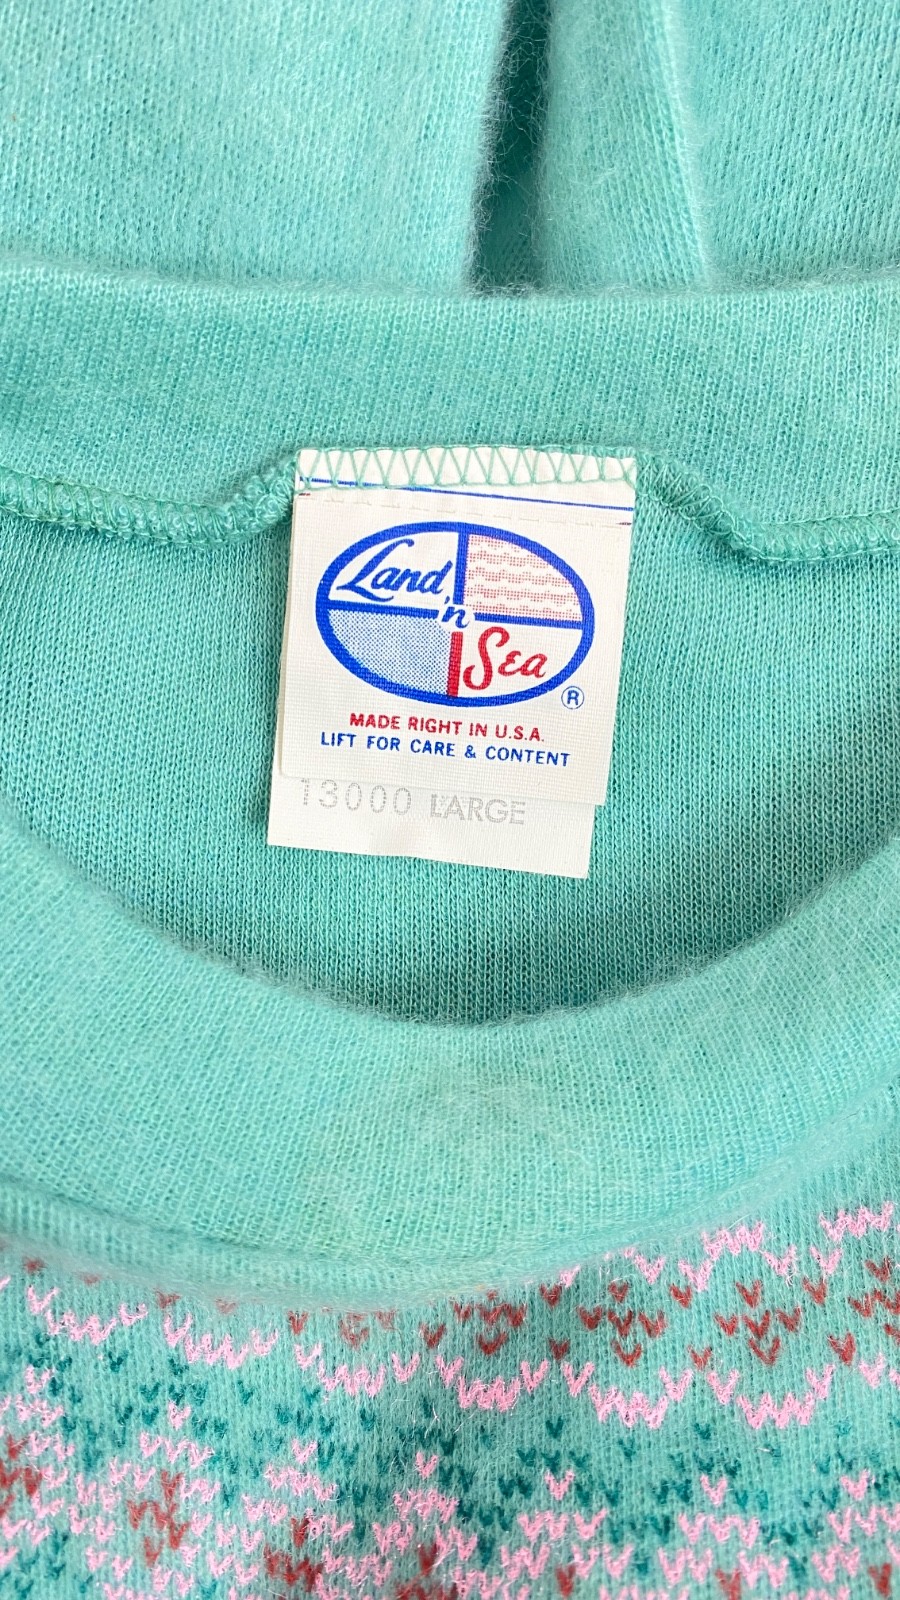 Land
'n
Sea
®
MADE RIGHT IN U.S.A.
LIFT FOR CARE & CONTENT
13000 LARGE